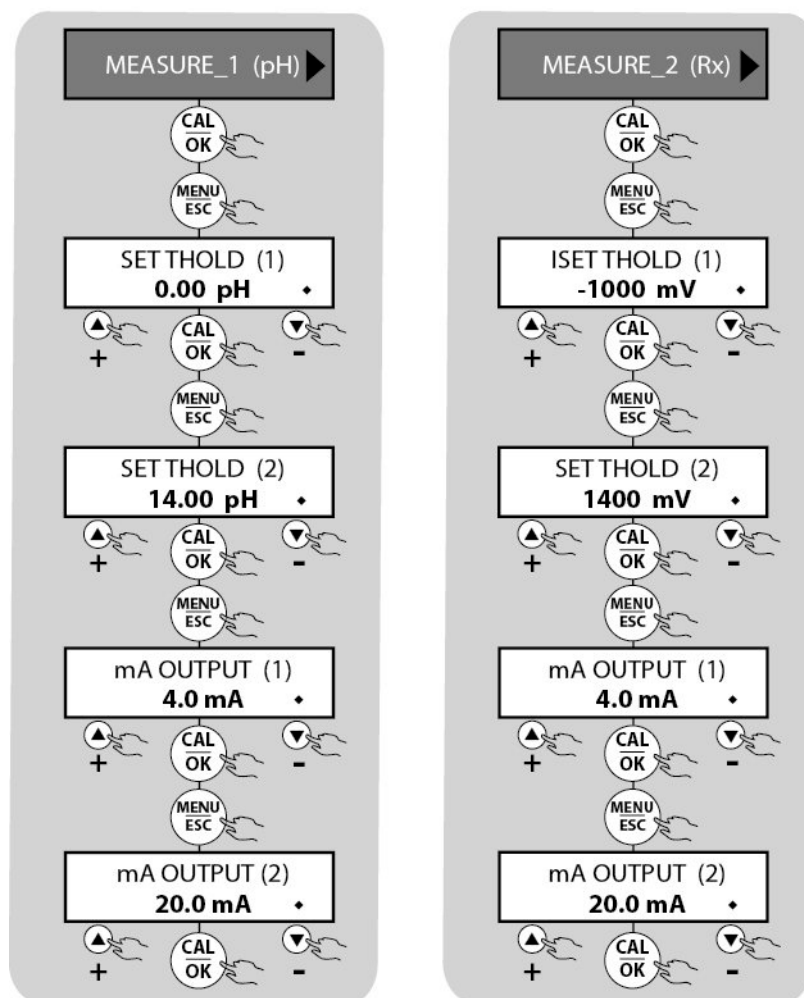 MEASURE_1 (pH)
CAL
OK
MENU
ESC
SET THOLD (1)
0.00 pH
+
CAL
OK
-
MENU
ESC
SET THOLD (2)
14.00 pH
+
CAL
OK
-
MENU
ESC
mA OUTPUT (1)
4.0 mA
+
CAL
OK
-
MENU
ESC
mA OUTPUT (2)
20.0 mA
+
CAL
OK
-
MEASURE_2 (Rx)
CAL
OK
MENU
ESC
ISET THOLD (1)
-1000 mV
+
CAL
OK
-
MENU
ESC
SET THOLD (2)
1400 mV
+
CAL
OK
-
MENU
ESC
mA OUTPUT (1)
4.0 mA
+
CAL
OK
-
MENU
ESC
mA OUTPUT (2)
20.0 mA
+
CAL
OK
-